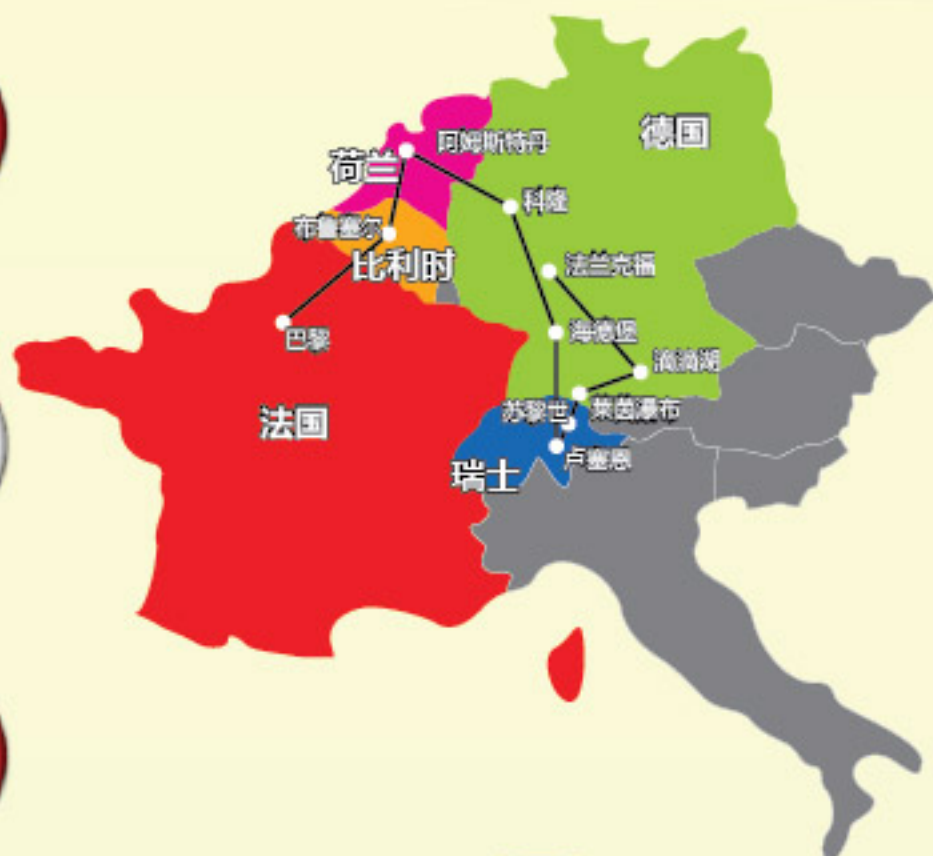 德国
阿姆斯特丹
荷兰
科隆
布鲁塞尔
比利时
法兰克福
巴黎
海德堡
滴滴湖
苏黎世
莱茵瀑布
法国
卢塞恩
瑞士